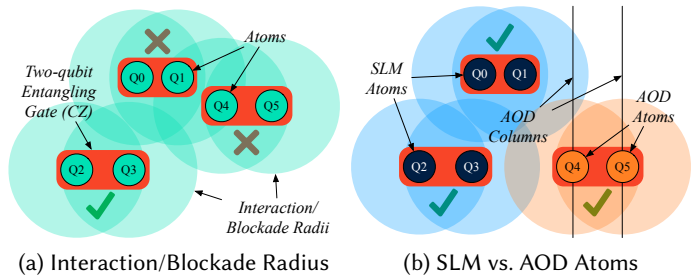 Atoms
Two-qubit
Entangling
Gate (CZ)
Q0
Q1
Q4
Q5
Q2
Q3
Interaction/
Blockade Radii
(a) Interaction/Blockade Radius
SLM
Atoms
Q0
Q1
AOD
Columns
AOD
Atoms
Q2
Q3
Q4
Q5
(b) SLM vs. AOD Atoms